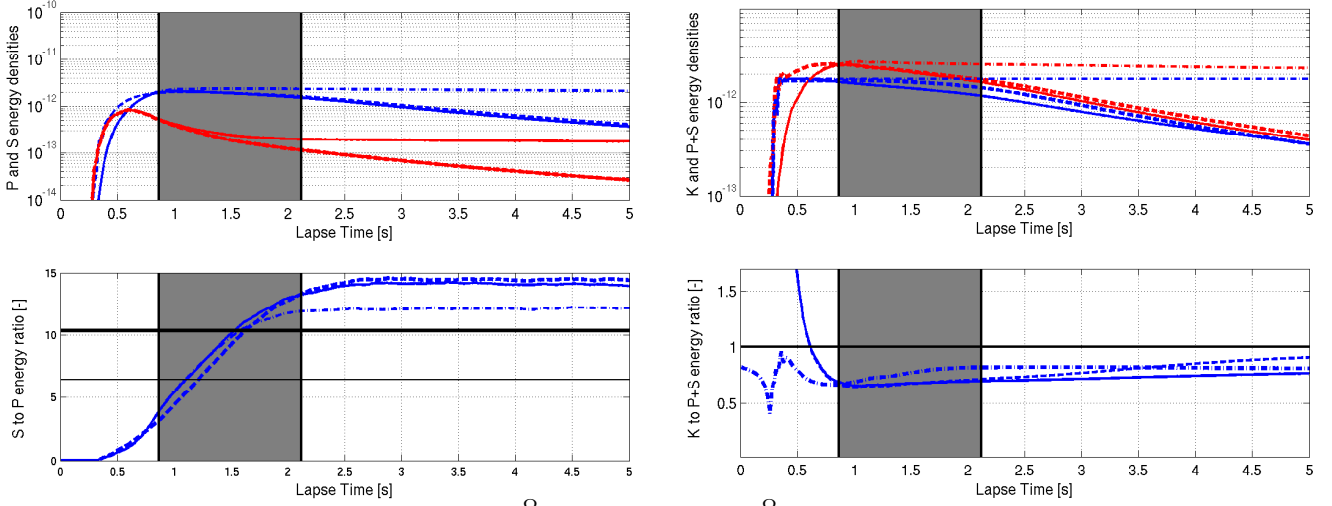 P and S energy densities
10^-10
10^-11
10^-12
10^-13
10^-14
0 0.5 1 1.5 2 2.5 3 3.5 4 4.5 5
Lapse Time [s]
K and P+S energy densities
10^-12
10^-13
0 0.5 1 1.5 2 2.5 3 3.5 4 4.5 5
Lapse Time [s]
S to P energy ratio [-]
15
10
5
0
0 0.5 1 1.5 2 2.5 3 3.5 4 4.5 5
Lapse Time [s]
K to P+S energy ratio [-]
1.5
1
0.5
0 0.5 1 1.5 2 2.5 3 3.5 4 4.5 5
Lapse Time [s]